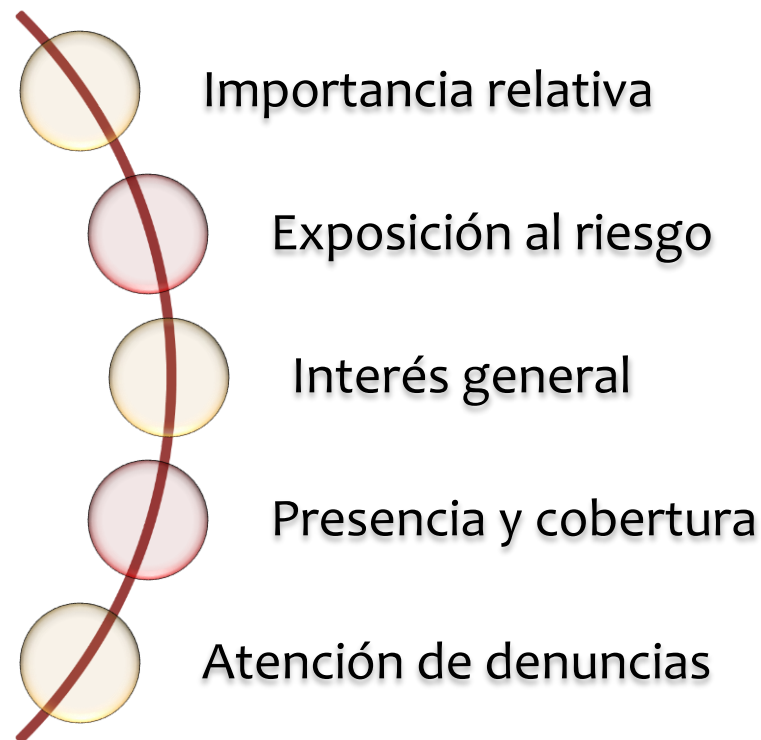 Importancia relativa
Exposición al riesgo
Interés general
Presencia y cobertura
Atención de denuncias